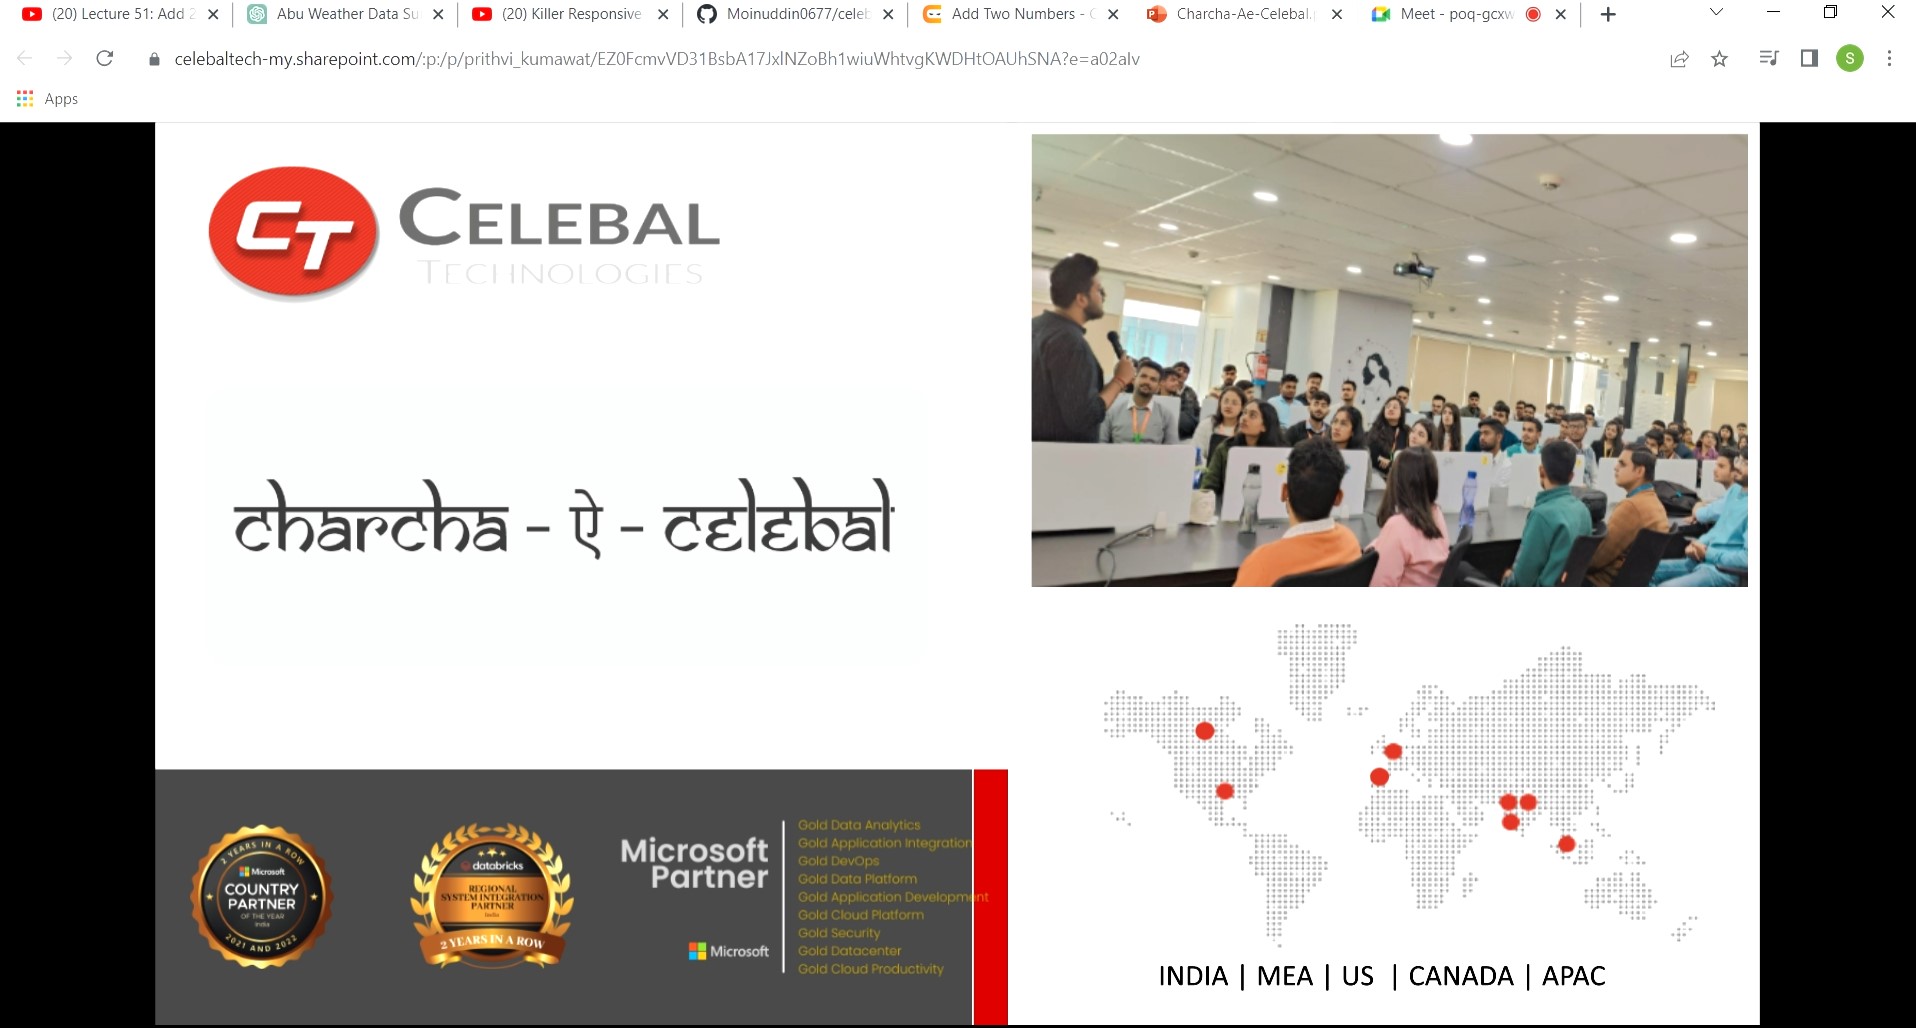 (20) Lecture 51: Add 2
Abu Weather Data Su
(20) Killer Responsive
Moinuddin0677/celeb
Add Two Numbers - C
Charcha-Ae-Celebal.
Meet - poq-gcxw
celebaltech-my.sharepoint.com/:p:/p/prithvi_kumawat/EZ0FcmvVD31BsbA17JxlNZoBh1wiuWhtvgKWDHtOAUhSNA?e=a02aIv
S
Apps
CT
CELEBAL
TECHNOLOGIES
charcha - ऐ - celebal
2 YEARS IN A ROW
Microsoft
COUNTRY
PARTNER
OF THE YEAR
India
2021 AND 2022
databricks
REGIONAL
SYSTEM INTEGRATION
PARTNER
India
2 YEARS IN A ROW
Microsoft
Partner
Microsoft
Gold Data Analytics
Gold Application Integration
Gold DevOps
Gold Data Platform
Gold Application Development
Gold Cloud Platform
Gold Security
Gold Datacenter
Gold Cloud Productivity
INDIA | MEA | US | CANADA | APAC